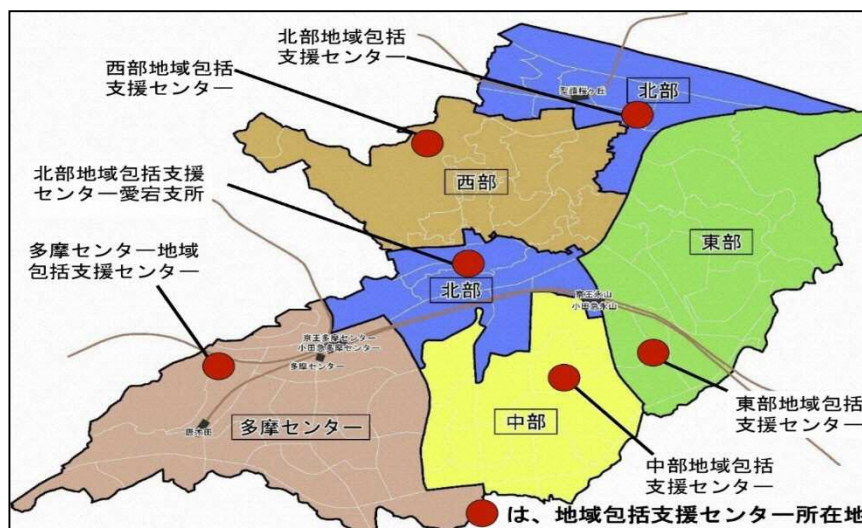 北部地域包括
支援センター
西部地域包括
支援センター
北部
聖蹟桜ヶ丘
北部地域包括支援
センター愛宕支所
西部
東部
多摩センター地域
包括支援センター
北部
京王永山
小田急永山
京王多摩センター
小田急多摩センター
多摩センター
唐木田
多摩センター
中部
東部地域包括
支援センター
中部地域包括
支援センター
は、地域包括支援センター所在地